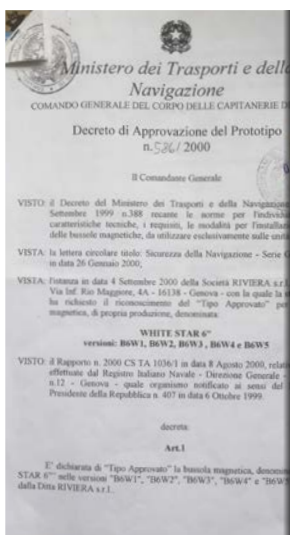 Ministero dei Trasporti e della
Navigazione
COMANDO GENERALE DEL CORPO DELLE CAPITANERIE D
Decreto di Approvazione del Prototipo
n.536/2000
Il Comandante Generale
VISTO: il Decreto del Ministero dei Trasporti e della Navigazione
Settembre 1999 n.388 recante le norme per l'individu
caratteristiche tecniche, i requisiti, le modalità per l'installaz
delle bussole magnetiche, da utilizzare esclusivamente sulle unità
VISTA: la lettera circolare titolo: Sicurezza della Navigazione - Serie G
in data 26 Gennaio 2000;
VISTA: l'istanza in data 4 Settembre 2000 della Società RIVIERA s.r.l.
Via Inf. Rio Maggiore, 4A - 16138 - Genova - con la quale la s
ha richiesto il riconoscimento del "Tipo Approvato" per
magnetica, di propria produzione, denominata:
WHITE STAR 6"
versioni: B6W1, B6W2, B6W3, B6W4 e B6W5
VISTO: il Rapporto n. 2000 CS TA 1036/1 in data 8 Agosto 2000, relati
effettuate dal Registro Italiano Navale - Direzione Generale -
n.12 - Genova - quale organismo notificato ai sensi del
Presidente della Repubblica n. 407 in data 6 Ottobre 1999.
decreta:
Art.1
E' dichiarata di "Tipo Approvato" la bussola magnetica, denomin
STAR 6"" nelle versioni "B6W1", "B6W2", "B6W3", "B6W4" e "B6W5
dalla Ditta RIVIERA s.r.l..